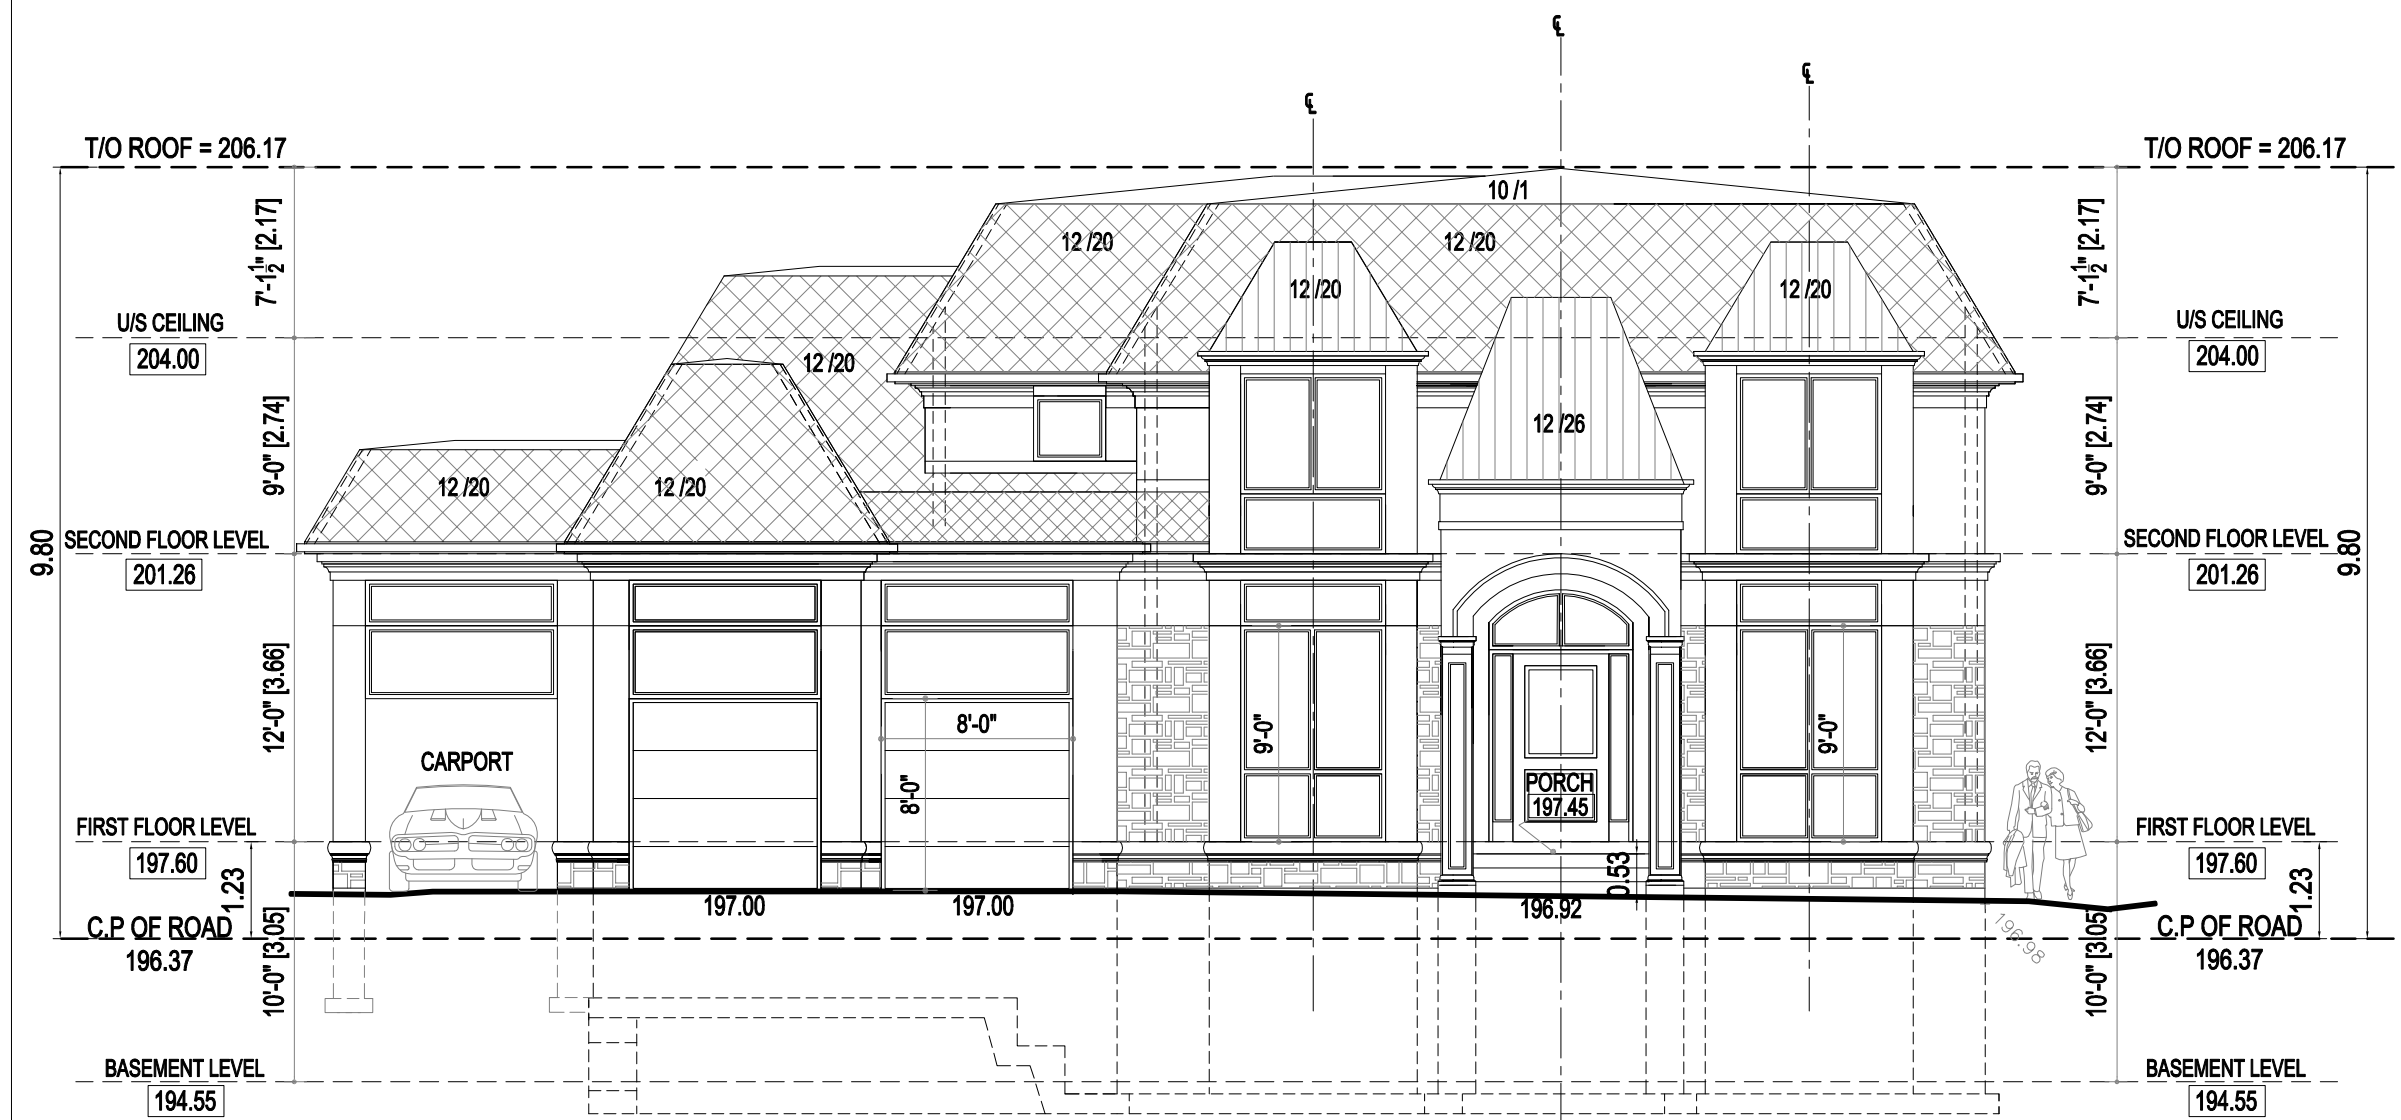 ℄
℄
℄
T/O ROOF = 206.17
T/O ROOF = 206.17
10 /1
12 /20
12 /20
12 /20
12 /20
12 /20
12 /26
12 /20
12 /20
7'-1 1/2" [2.17]
7'-1 1/2" [2.17]
U/S CEILING
204.00
U/S CEILING
204.00
9'-0" [2.74]
9'-0" [2.74]
9.80
9.80
SECOND FLOOR LEVEL
201.26
SECOND FLOOR LEVEL
201.26
12'-0" [3.66]
12'-0" [3.66]
CARPORT
8'-0"
8'-0"
9'-0"
9'-0"
PORCH
197.45
FIRST FLOOR LEVEL
197.60
FIRST FLOOR LEVEL
197.60
1.23
0.53
1.23
197.00
197.00
196.92
196.98
C.P OF ROAD
196.37
C.P OF ROAD
196.37
10'-0" [3.05]
10'-0" [3.05]
BASEMENT LEVEL
194.55
BASEMENT LEVEL
194.55